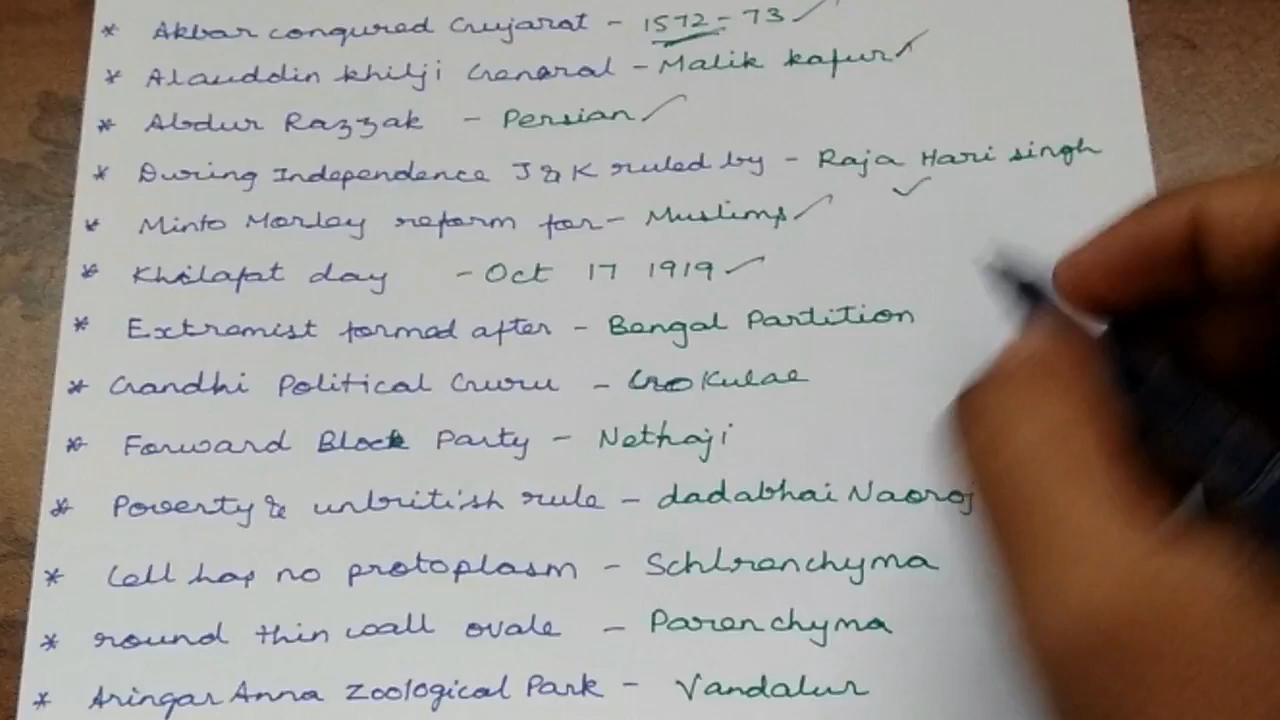 * Akbar conqured Gujarat - 1572 - 73 ✓
* Alauddin khilji General - Malik kafur ✓
* Abdur Razzak - Persian ✓
* During Independence J & K ruled by - Raja Hari singh ✓
* Minto Morley reform for - Muslims ✓
* Khilafat day - Oct 17 1919 ✓
* Extremist formed after - Bengal Partition
* Gandhi Political Guru - Gokulae
* Forward Block Party - Nethaji
* Poverty & unbritish rule - dadabhai Naoroj
* Cell has no protoplasm - Schlrenchyma
* round thin wall ovale - Parenchyma
* Aringar Anna Zoological Park - Vandalur